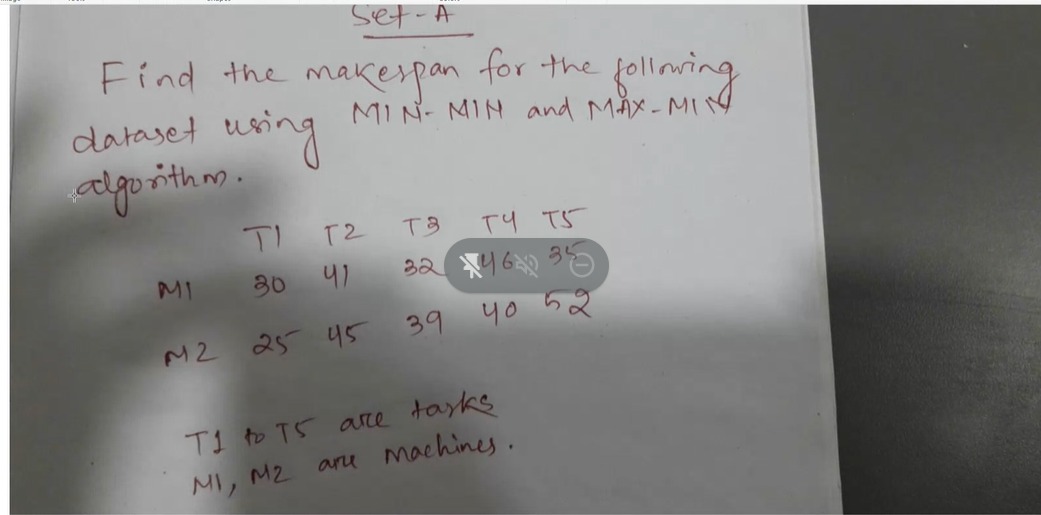 Set-A
Find the makespan for the following
dataset using MIN-MIN and MAX-MIN
algorithm.
T1 T2 T3 T4 T5
M1 30 41 32 46 35
M2 25 45 39 40 52
T1 to T5 are tasks
M1, M2 are machines.